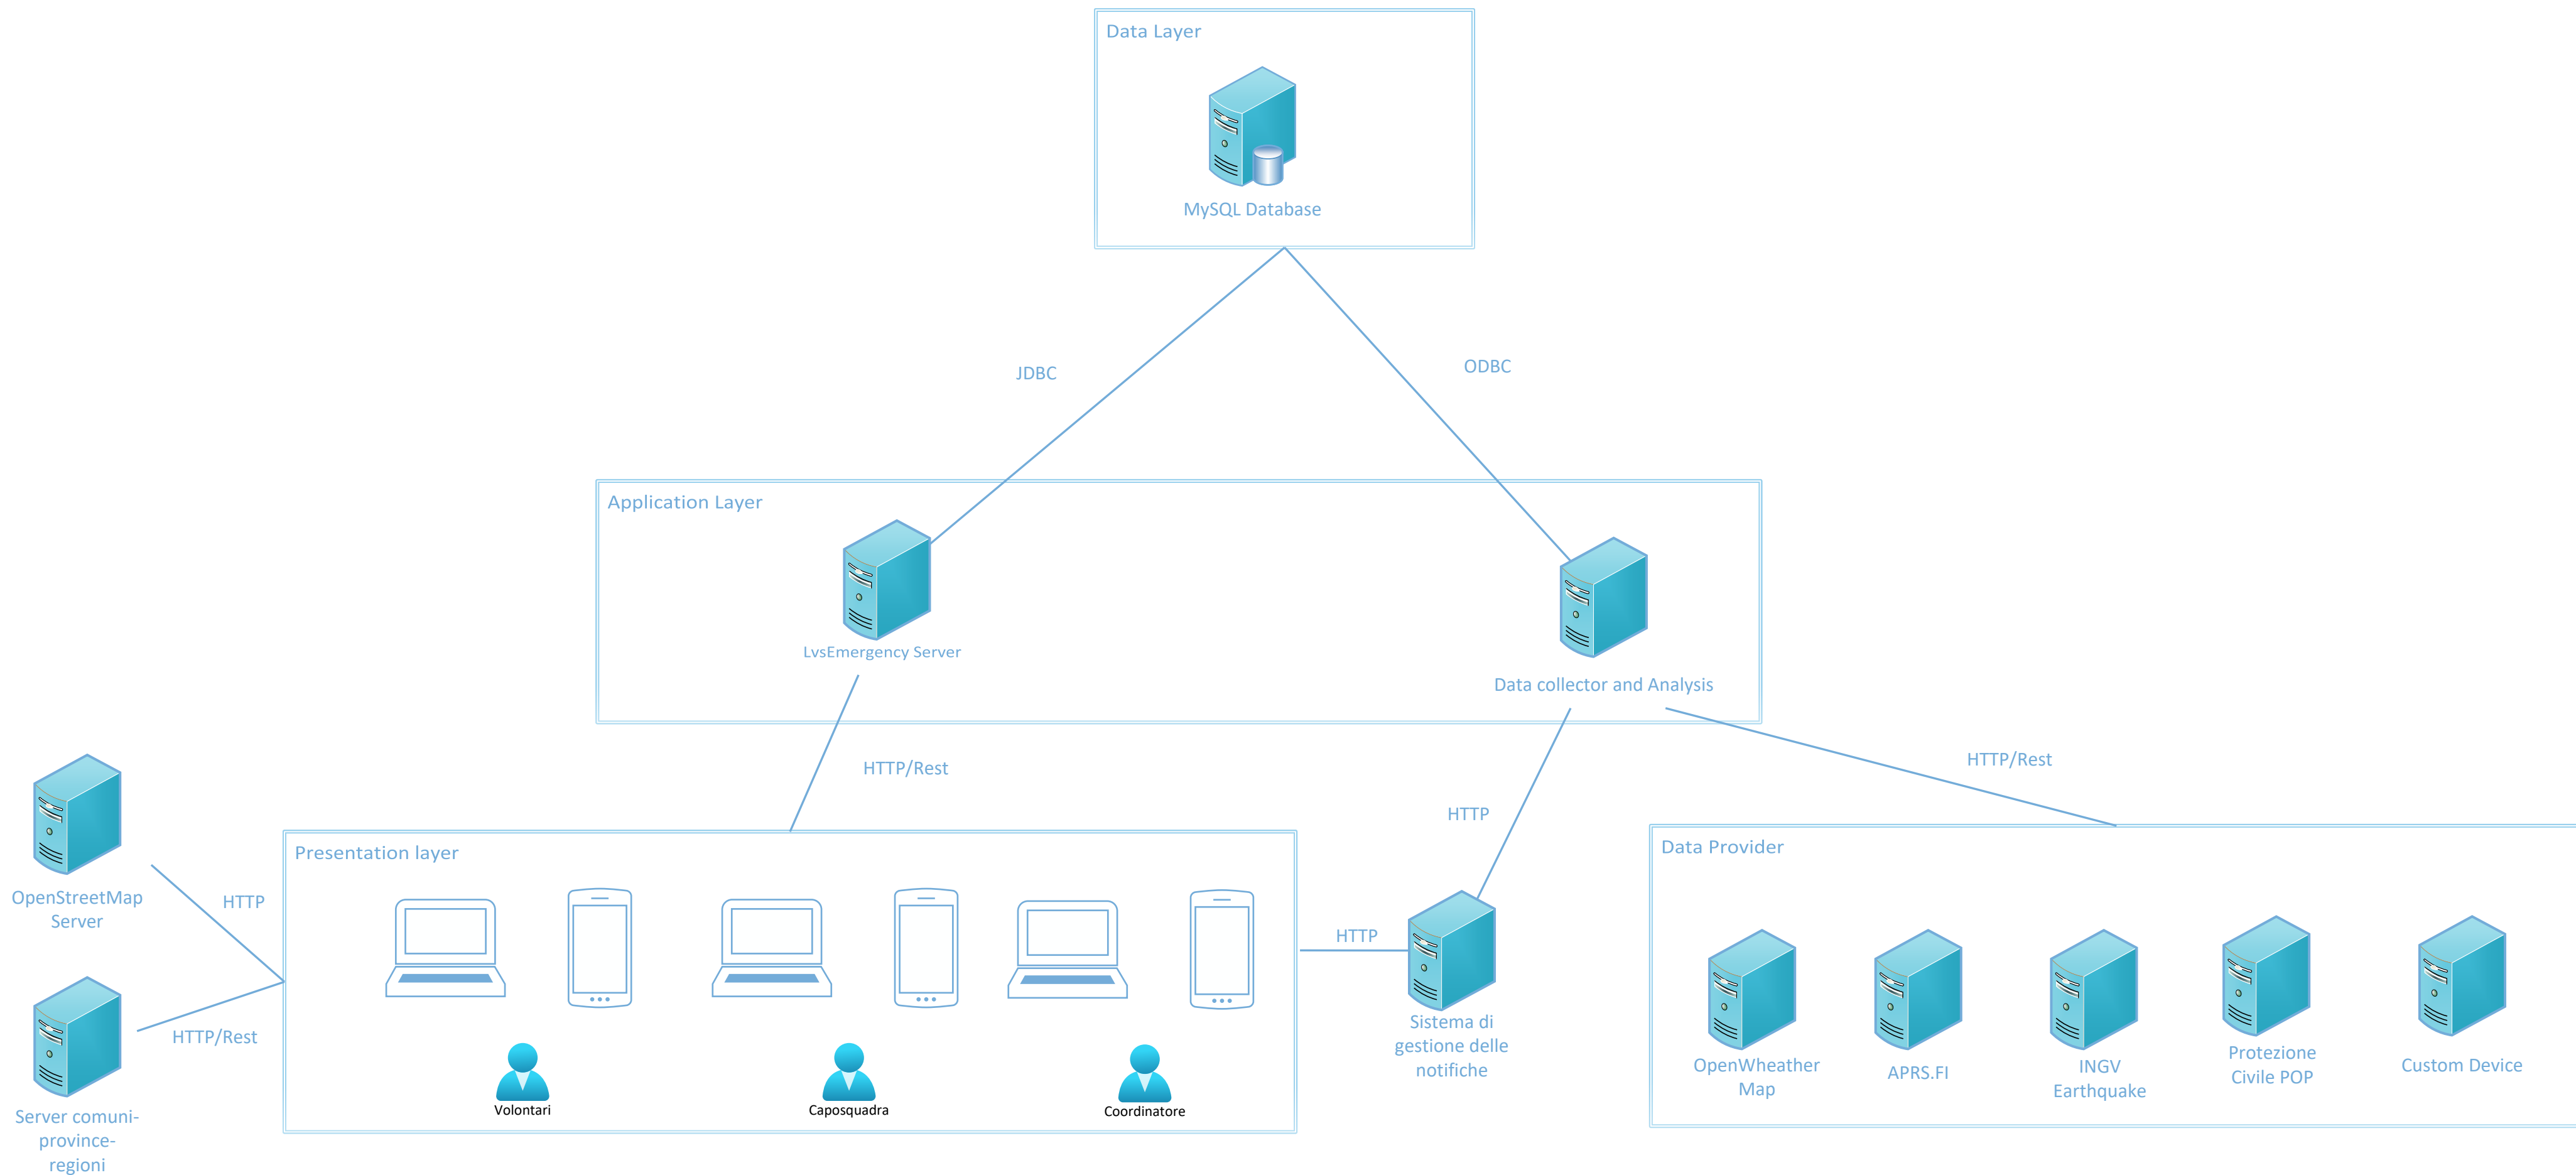 Data Layer
MySQL Database
JDBC
ODBC
Application Layer
LvsEmergency Server
Data collector and Analysis
HTTP/Rest
HTTP/Rest
HTTP
OpenStreetMap
Server
HTTP
HTTP/Rest
Server comuni-
province-
regioni
Presentation layer
Volontari
Caposquadra
Coordinatore
HTTP
Sistema di
gestione delle
notifiche
Data Provider
OpenWheather
Map
APRS.FI
INGV
Earthquake
Protezione
Civile POP
Custom Device